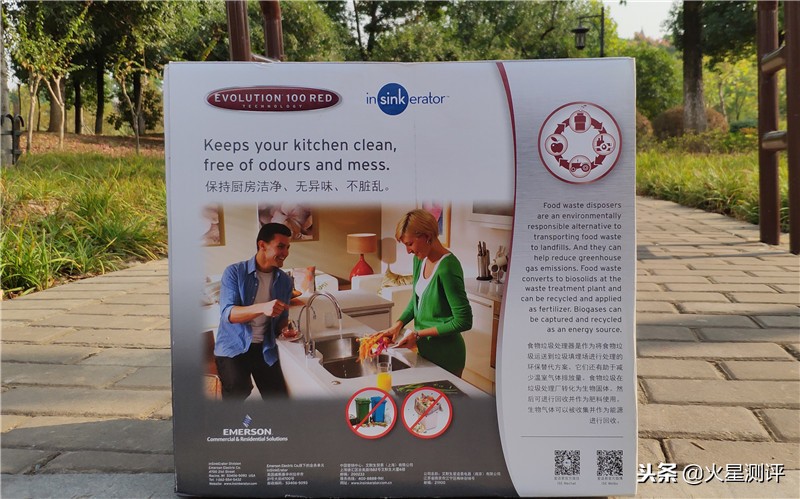 EVOLUTION 100 RED
TECHNOLOGY
insinkerator™
Keeps your kitchen clean,
free of odours and mess.
保持厨房洁净、无异味、不脏乱。
Food waste disposers
are an environmentally
responsible alternative to
transporting food waste
to landfills. And they can
help reduce greenhouse
gas emissions. Food waste
converts to biosolids at the
waste treatment plant and
can be recycled and applied
as fertilizer. Biogases can
be captured and recycled
as an energy source.
食物垃圾处理器是作为将食物垃
圾运送到垃圾填埋场进行处理的
环保替代方案。它们还有助于减
少温室气体排放量。食物垃圾在
垃圾处理厂转化为生物固体，然
后可进行回收并作为肥料使用。
生物气体可以被收集并作为能源
进行回收。
EMERSON
Commercial & Residential Solutions
头条 @火星测评